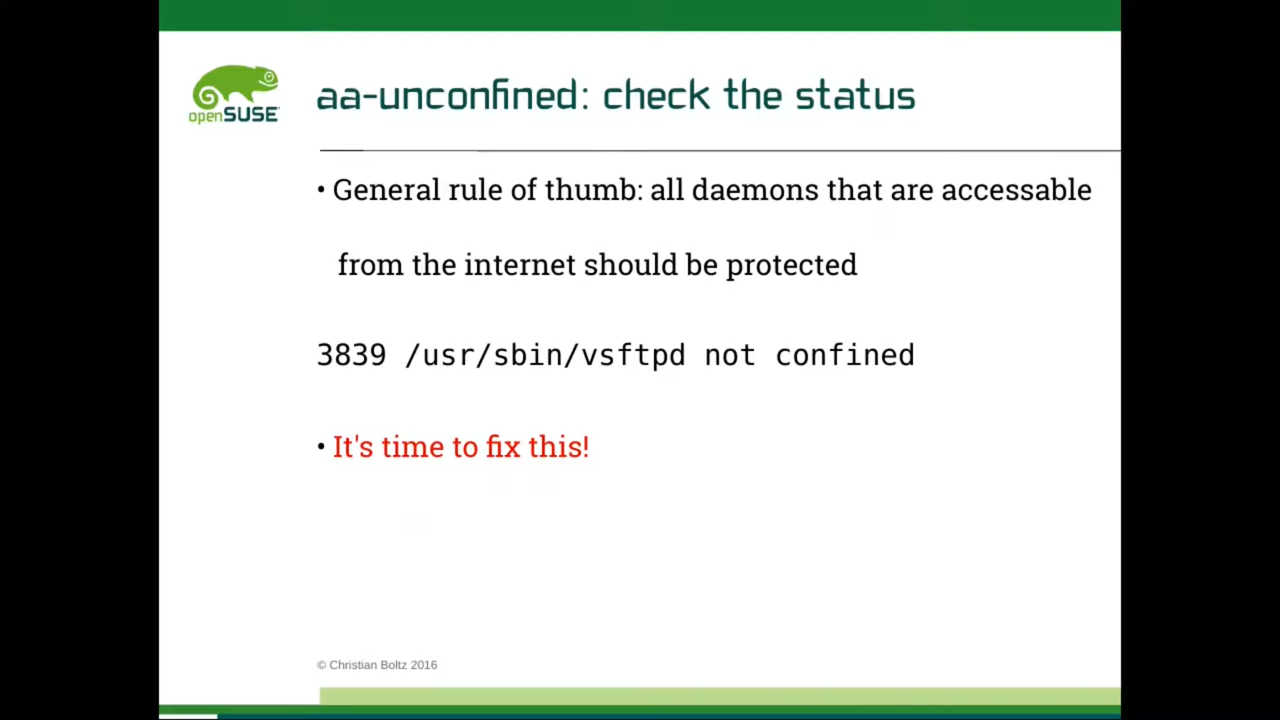 openSUSE
aa-unconfined: check the status
• General rule of thumb: all daemons that are accessable
from the internet should be protected
3839 /usr/sbin/vsftpd not confined
• It's time to fix this!
© Christian Boltz 2016